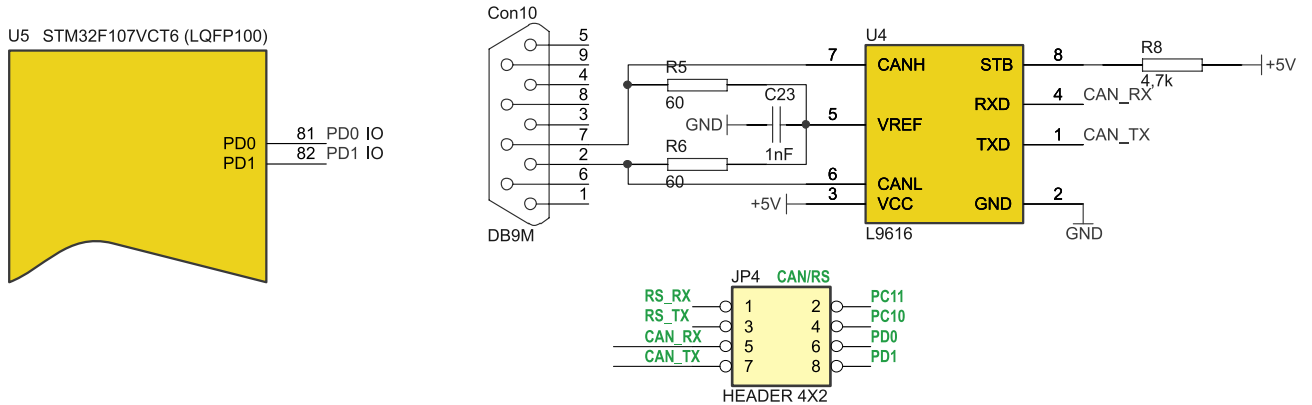 U5 STM32F107VCT6 (LQFP100)
PD0 81 PD0 IO
PD1 82 PD1 IO
Con10
5
9
4
8
3
7
2
6
1
DB9M
R5
60
R6
60
C23
1nF
GND
+5V
U4
7 CANH STB 8
RXD 4 CAN_RX
5 VREF
TXD 1 CAN_TX
6 CANL
3 VCC GND 2
L9616
GND
R8
4,7k
+5V
JP4 CAN/RS
RS_RX 1 2 PC11
RS_TX 3 4 PC10
CAN_RX 5 6 PD0
CAN_TX 7 8 PD1
HEADER 4X2